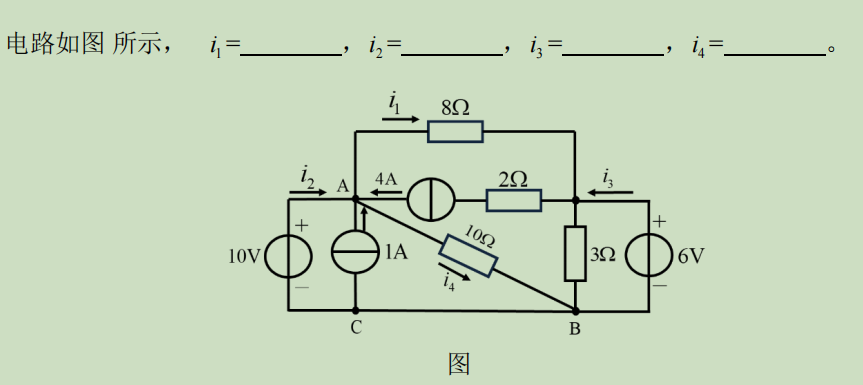 电路如图 所示， i₁=________，i₂=________，i₃=________，i₄=________。
i₁ 8Ω
i₂ A 4A 2Ω i₃
10V + − 1A 10Ω i₄ 3Ω + − 6V
C B
图